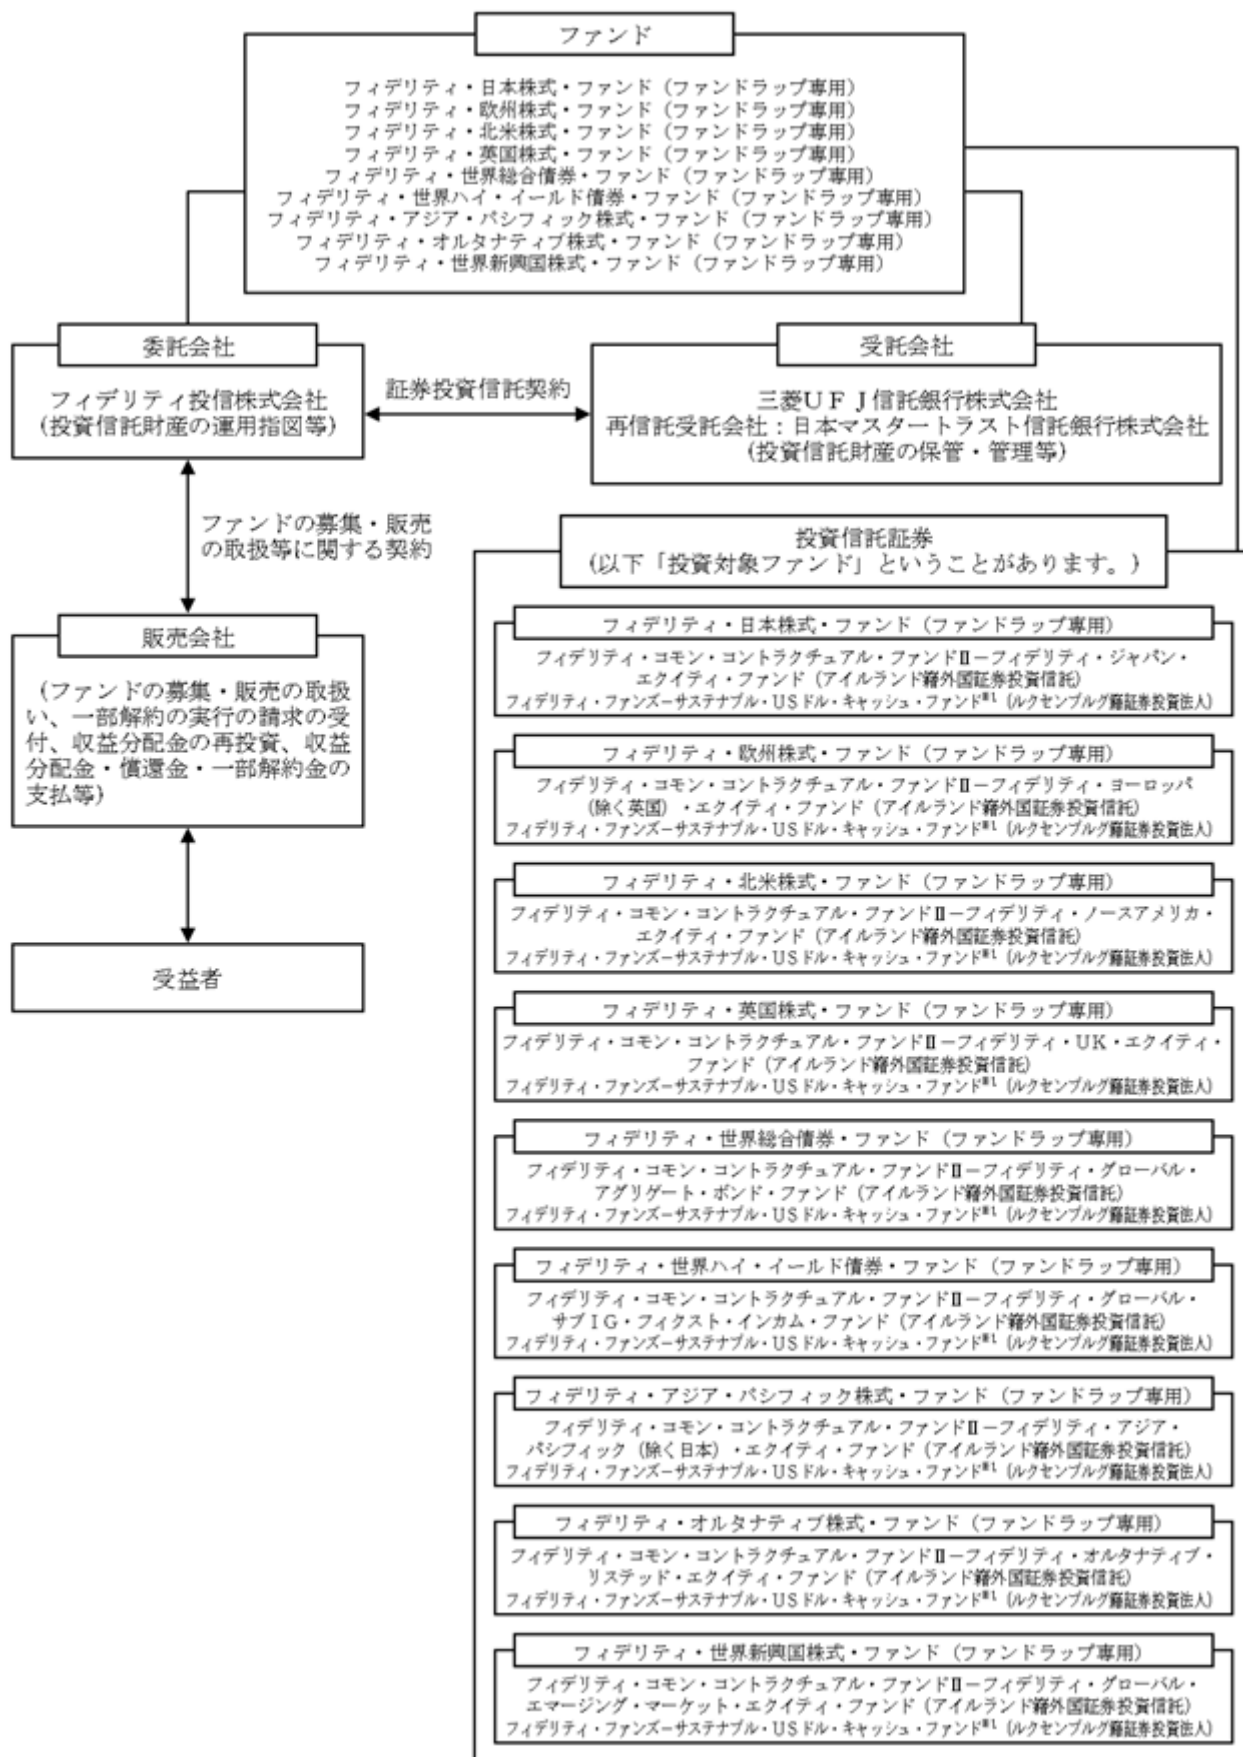 ファンド
フィデリティ・日本株式・ファンド（ファンドラップ専用）
フィデリティ・欧州株式・ファンド（ファンドラップ専用）
フィデリティ・北米株式・ファンド（ファンドラップ専用）
フィデリティ・英国株式・ファンド（ファンドラップ専用）
フィデリティ・世界総合債券・ファンド（ファンドラップ専用）
フィデリティ・世界ハイ・イールド債券・ファンド（ファンドラップ専用）
フィデリティ・アジア・パシフィック株式・ファンド（ファンドラップ専用）
フィデリティ・オルタナティブ株式・ファンド（ファンドラップ専用）
フィデリティ・世界新興国株式・ファンド（ファンドラップ専用）
委託会社
フィデリティ投信株式会社
(投資信託財産の運用指図等)
証券投資信託契約
受託会社
三菱ＵＦＪ信託銀行株式会社
再信託受託会社：日本マスタートラスト信託銀行株式会社
(投資信託財産の保管・管理等)
ファンドの募集・販売
の取扱等に関する契約
販売会社
（ファンドの募集・販売の取扱
い、一部解約の実行の請求の受
付、収益分配金の再投資、収益
分配金・償還金・一部解約金の
支払等）
受益者
投資信託証券
（以下「投資対象ファンド」ということがあります。）
フィデリティ・日本株式・ファンド（ファンドラップ専用）
フィデリティ・コモン・コントラクチュアル・ファンドⅡ－フィデリティ・ジャパン・
エクイティ・ファンド（アイルランド籍外国証券投資信託）
フィデリティ・ファンズ－サステナブル・ＵＳドル・キャッシュ・ファンド※1（ルクセンブルグ籍証券投資法人）
フィデリティ・欧州株式・ファンド（ファンドラップ専用）
フィデリティ・コモン・コントラクチュアル・ファンドⅡ－フィデリティ・ヨーロッパ
（除く英国）・エクイティ・ファンド（アイルランド籍外国証券投資信託）
フィデリティ・ファンズ－サステナブル・ＵＳドル・キャッシュ・ファンド※1（ルクセンブルグ籍証券投資法人）
フィデリティ・北米株式・ファンド（ファンドラップ専用）
フィデリティ・コモン・コントラクチュアル・ファンドⅡ－フィデリティ・ノースアメリカ・
エクイティ・ファンド（アイルランド籍外国証券投資信託）
フィデリティ・ファンズ－サステナブル・ＵＳドル・キャッシュ・ファンド※1（ルクセンブルグ籍証券投資法人）
フィデリティ・英国株式・ファンド（ファンドラップ専用）
フィデリティ・コモン・コントラクチュアル・ファンドⅡ－フィデリティ・ＵＫ・エクイティ・
ファンド（アイルランド籍外国証券投資信託）
フィデリティ・ファンズ－サステナブル・ＵＳドル・キャッシュ・ファンド※1（ルクセンブルグ籍証券投資法人）
フィデリティ・世界総合債券・ファンド（ファンドラップ専用）
フィデリティ・コモン・コントラクチュアル・ファンドⅡ－フィデリティ・グローバル・
アグリゲート・ボンド・ファンド（アイルランド籍外国証券投資信託）
フィデリティ・ファンズ－サステナブル・ＵＳドル・キャッシュ・ファンド※1（ルクセンブルグ籍証券投資法人）
フィデリティ・世界ハイ・イールド債券・ファンド（ファンドラップ専用）
フィデリティ・コモン・コントラクチュアル・ファンドⅡ－フィデリティ・グローバル・
サブＩＧ・フィクスト・インカム・ファンド（アイルランド籍外国証券投資信託）
フィデリティ・ファンズ－サステナブル・ＵＳドル・キャッシュ・ファンド※1（ルクセンブルグ籍証券投資法人）
フィデリティ・アジア・パシフィック株式・ファンド（ファンドラップ専用）
フィデリティ・コモン・コントラクチュアル・ファンドⅡ－フィデリティ・アジア・
パシフィック（除く日本）・エクイティ・ファンド（アイルランド籍外国証券投資信託）
フィデリティ・ファンズ－サステナブル・ＵＳドル・キャッシュ・ファンド※1（ルクセンブルグ籍証券投資法人）
フィデリティ・オルタナティブ株式・ファンド（ファンドラップ専用）
フィデリティ・コモン・コントラクチュアル・ファンドⅡ－フィデリティ・オルタナティブ・
リステッド・エクイティ・ファンド（アイルランド籍外国証券投資信託）
フィデリティ・ファンズ－サステナブル・ＵＳドル・キャッシュ・ファンド※1（ルクセンブルグ籍証券投資法人）
フィデリティ・世界新興国株式・ファンド（ファンドラップ専用）
フィデリティ・コモン・コントラクチュアル・ファンドⅡ－フィデリティ・グローバル・
エマージング・マーケット・エクイティ・ファンド（アイルランド籍外国証券投資信託）
フィデリティ・ファンズ－サステナブル・ＵＳドル・キャッシュ・ファンド※1（ルクセンブルグ籍証券投資法人）